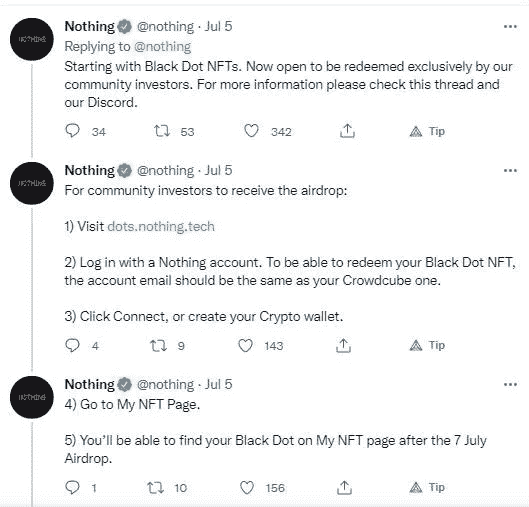 Nothing @nothing · Jul 5
Replying to @nothing
Starting with Black Dot NFTs. Now open to be redeemed exclusively by our
community investors. For more information please check this thread and
our Discord.
34 53 342 Tip
Nothing @nothing · Jul 5
For community investors to receive the airdrop:
1) Visit dots.nothing.tech
2) Log in with a Nothing account. To be able to redeem your Black Dot NFT,
the account email should be the same as your Crowdcube one.
3) Click Connect, or create your Crypto wallet.
4 9 143 Tip
Nothing @nothing · Jul 5
4) Go to My NFT Page.
5) You'll be able to find your Black Dot on My NFT page after the 7 July
Airdrop.
1 10 156 Tip